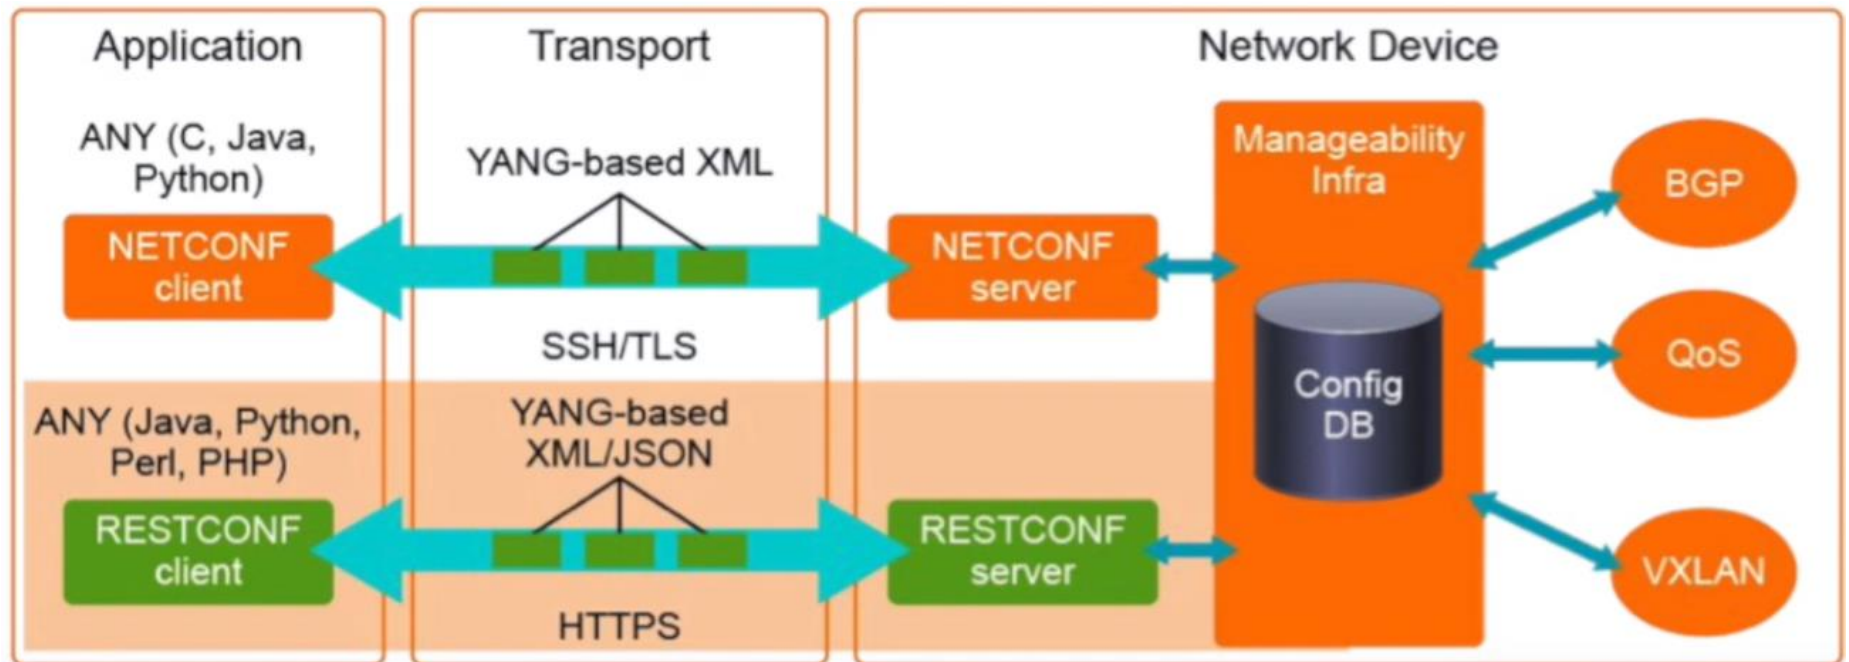 Application
ANY (C, Java,
Python)
NETCONF
client
ANY (Java, Python,
Perl, PHP)
RESTCONF
client
Transport
YANG-based XML
SSH/TLS
YANG-based
XML/JSON
HTTPS
Network Device
NETCONF
server
RESTCONF
server
Manageability
Infra
Config
DB
BGP
QoS
VXLAN